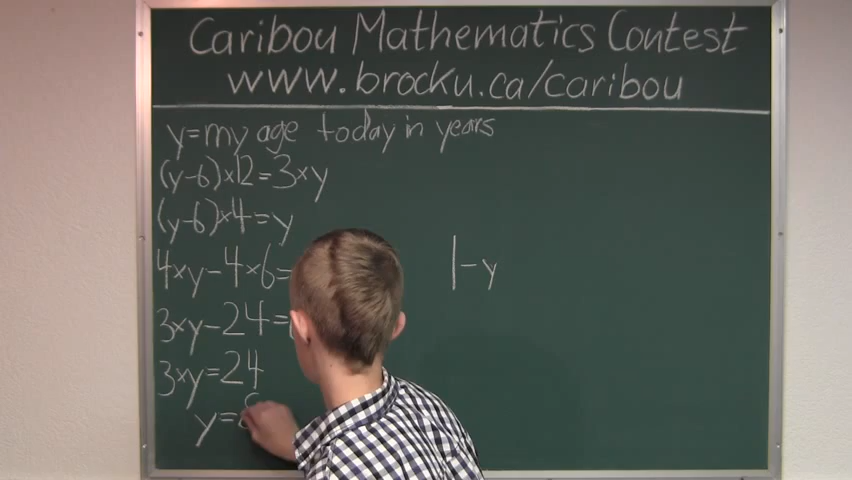 Caribou Mathematics Contest
www.brocku.ca/caribou
y=my age today in years
(y-6)×12=3×y
(y-6)×4=y
4×y-4×6=
|-y
3×y-24=
3×y=24
y=